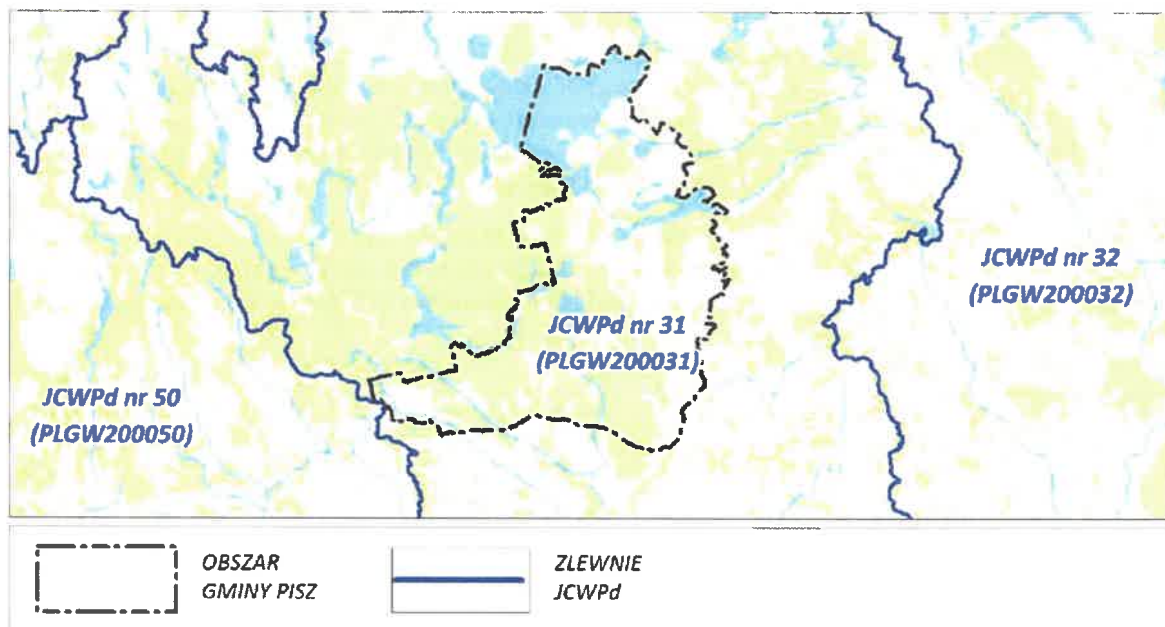 JCWPd nr 32
(PLGW200032)
JCWPd nr 31
(PLGW200031)
JCWPd nr 50
(PLGW200050)
OBSZAR
GMINY PISZ
ZLEWNIE
JCWPd